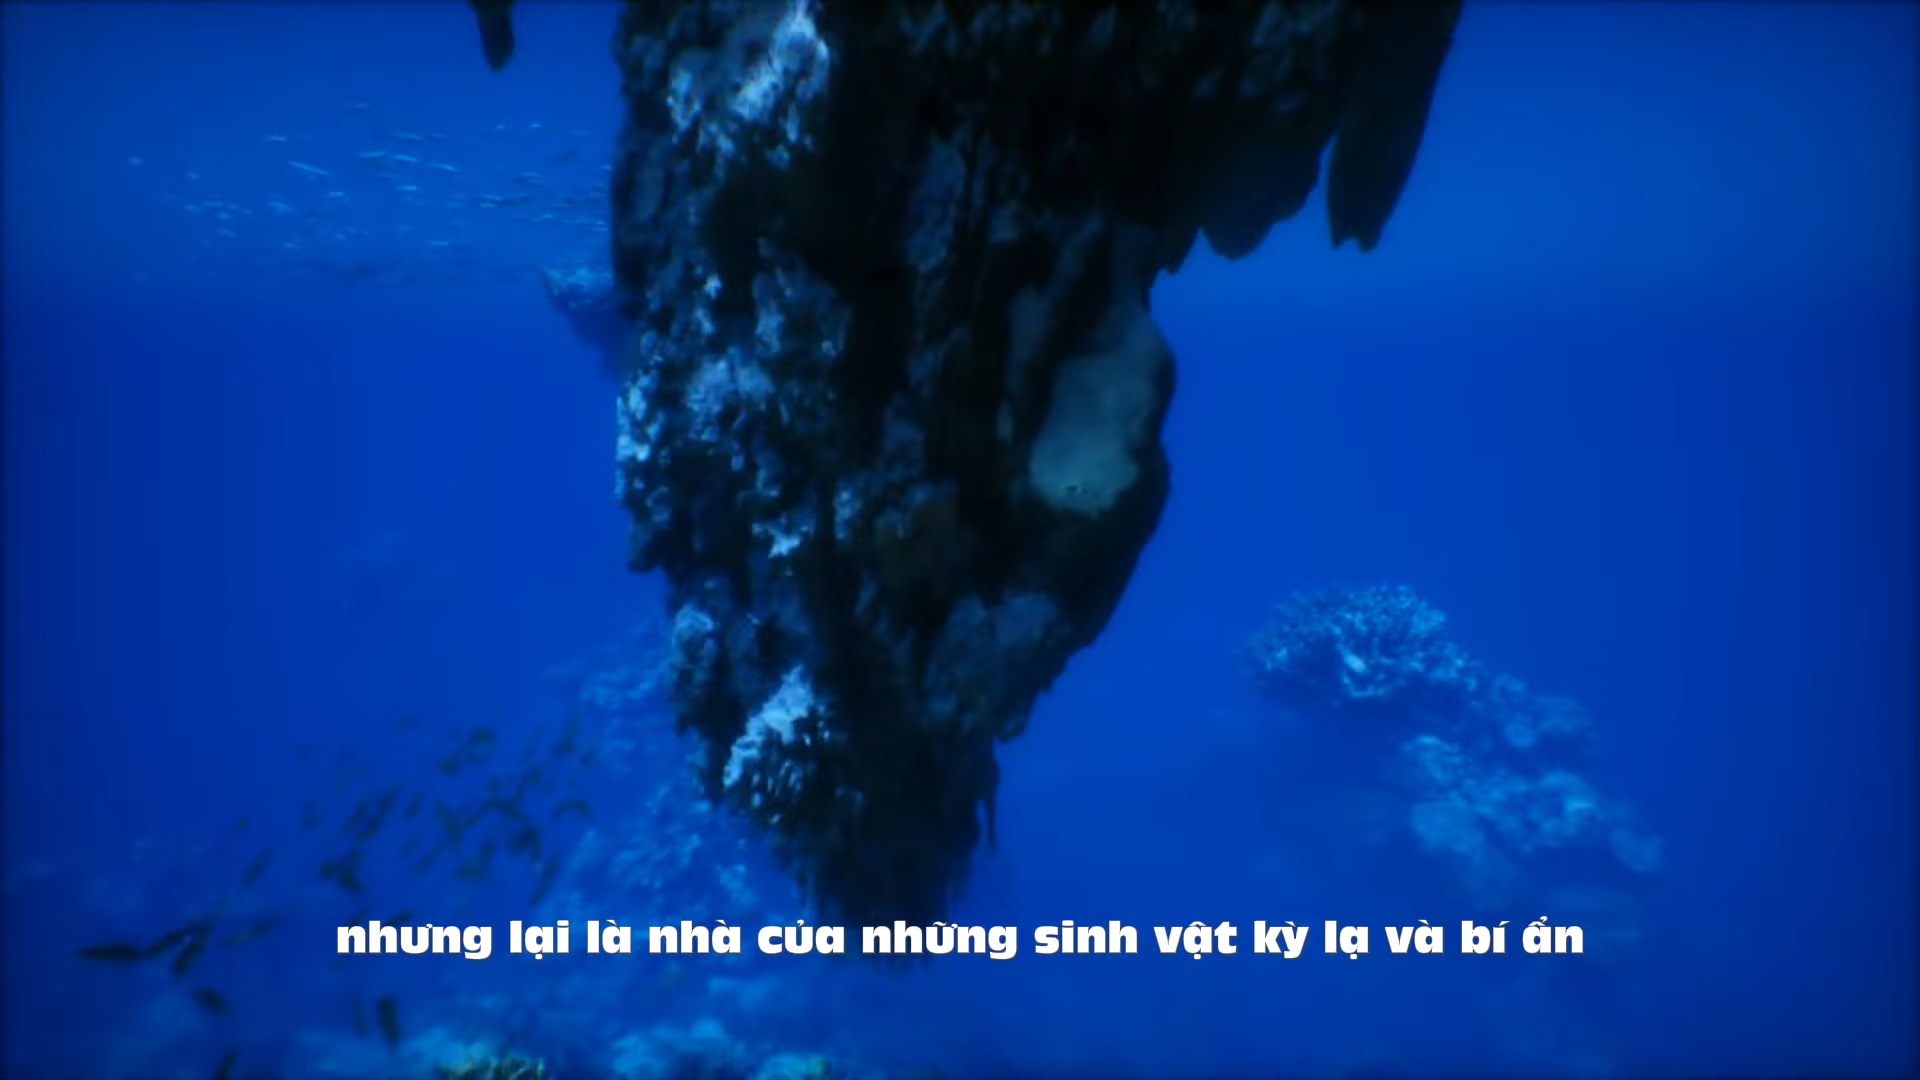 nhưng lại là nhà của những sinh vật kỳ lạ và bí ẩn